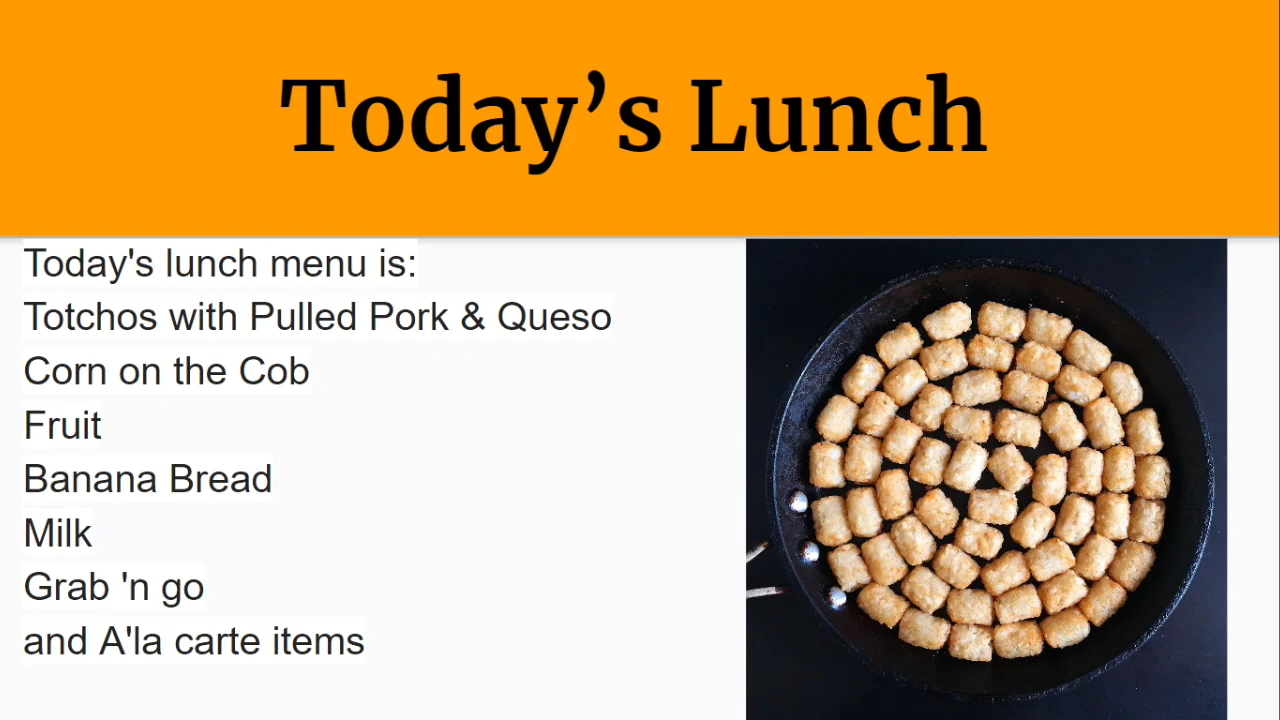 Today’s Lunch
Today's lunch menu is:
Totchos with Pulled Pork & Queso
Corn on the Cob
Fruit
Banana Bread
Milk
Grab 'n go
and A'la carte items